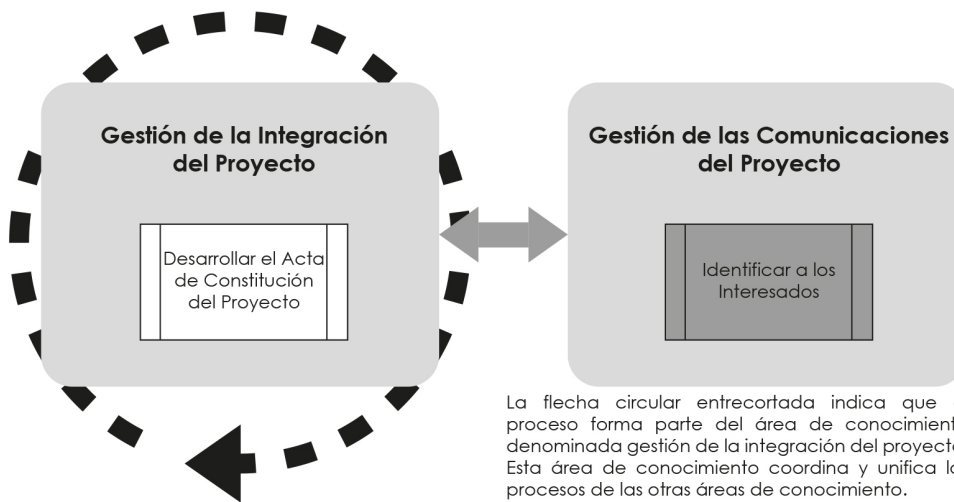 Gestión de la Integración
del Proyecto
Desarrollar el Acta
de Constitución
del Proyecto
Gestión de las Comunicaciones
del Proyecto
Identificar a los
Interesados
La flecha circular entrecortada indica que
proceso forma parte del área de
denominada gestión de la integración del
Esta área de conocimiento coordina y unifica
procesos de las otras áreas de conocimiento.